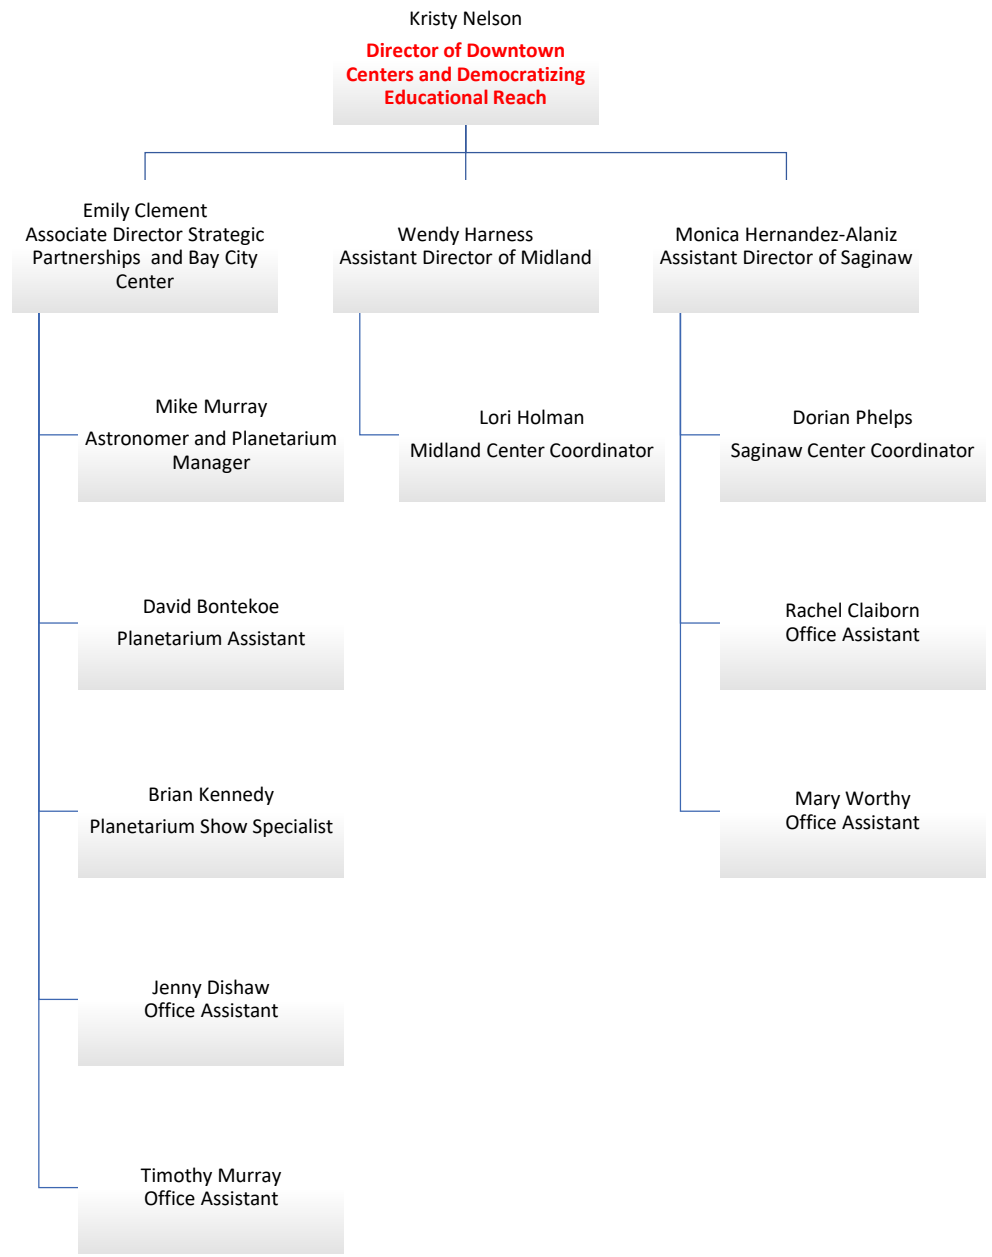 Kristy Nelson
Director of Downtown
Centers and Democratizing
Educational Reach
Emily Clement
Associate Director Strategic
Partnerships  and Bay City
Center
Wendy Harness
Assistant Director of Midland
Monica Hernandez-Alaniz
Assistant Director of Saginaw
Mike Murray
Astronomer and Planetarium
Manager
Lori Holman
Midland Center Coordinator
Dorian Phelps
Saginaw Center Coordinator
David Bontekoe
Planetarium Assistant
Rachel Claiborn
Office Assistant
Brian Kennedy
Planetarium Show Specialist
Mary Worthy
Office Assistant
Jenny Dishaw
Office Assistant
Timothy Murray
Office Assistant